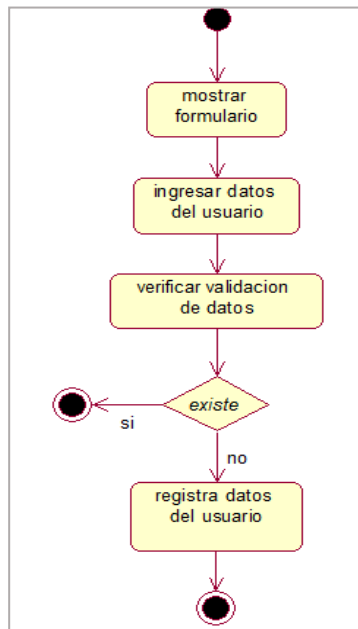 mostrar
formulario
ingresar datos
del usuario
verificar validacion
de datos
existe
si
no
registra datos
del usuario